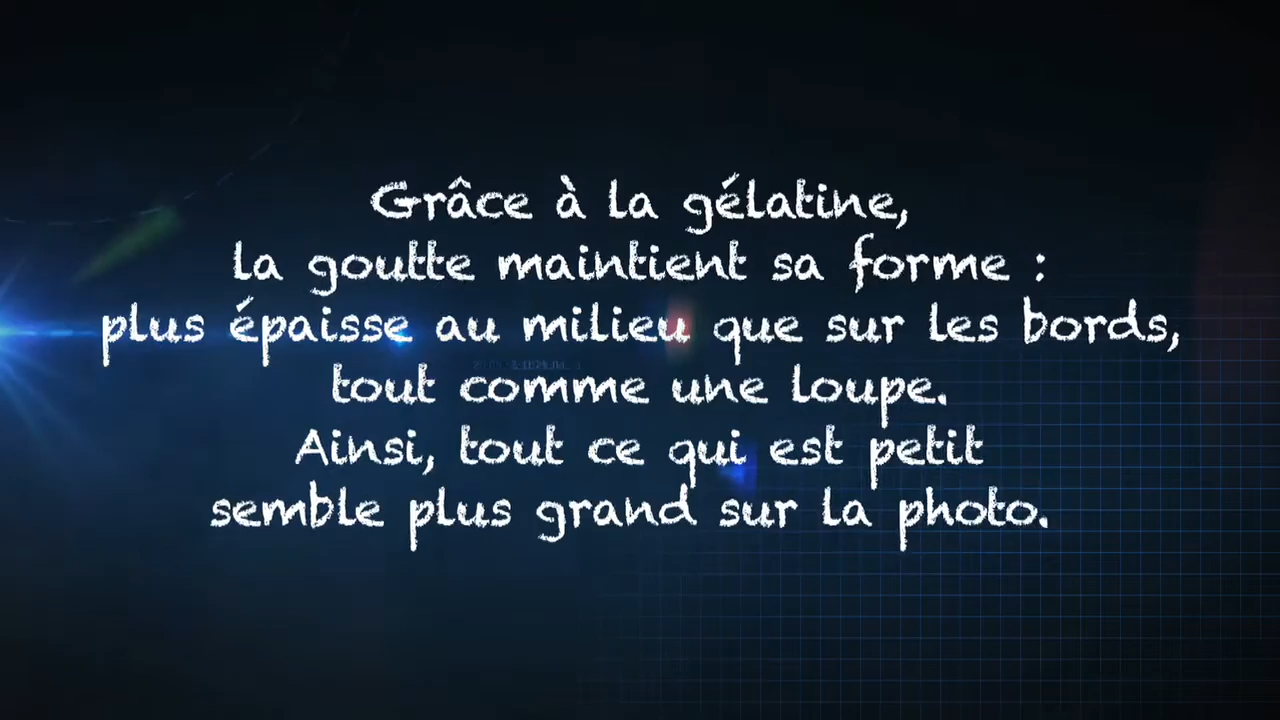 Grâce à la gélatine,
la goutte maintient sa forme :
plus épaisse au milieu que sur les bords,
tout comme une loupe.
Ainsi, tout ce qui est petit
semble plus grand sur la photo.